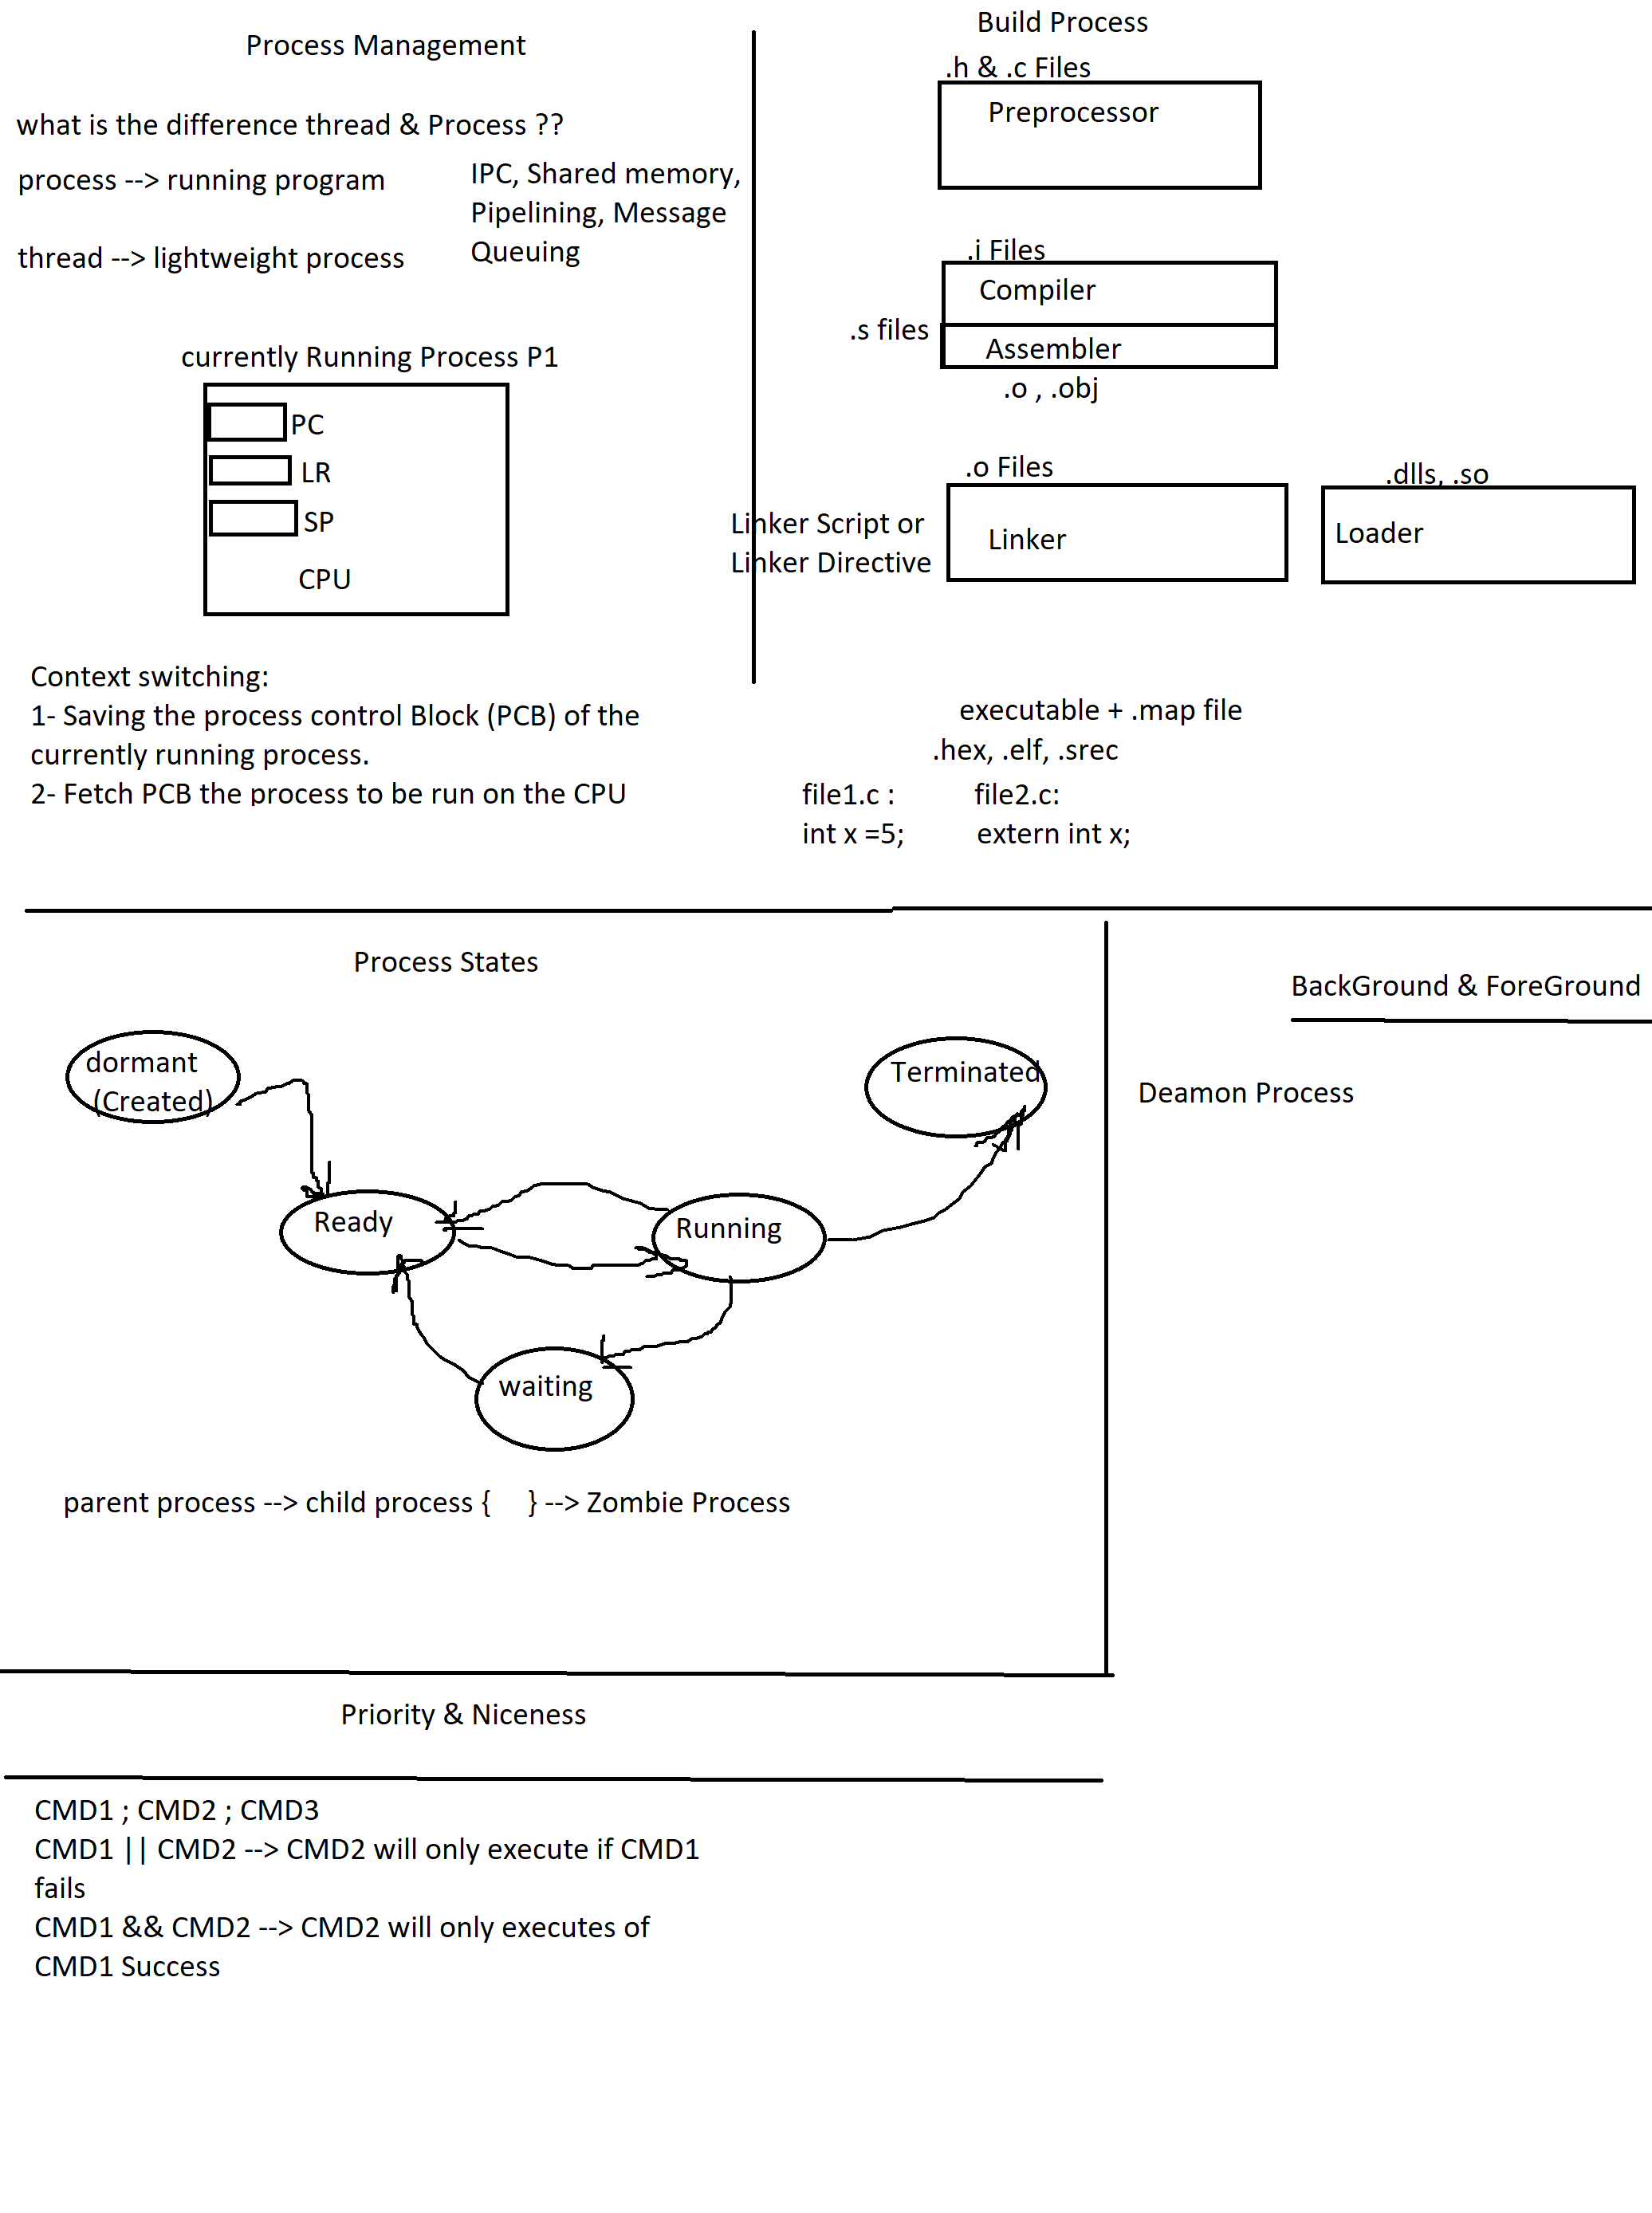 Process Management
what is the difference thread & Process ??
process --> running program
IPC, Shared memory,
Pipelining, Message
Queuing
thread --> lightweight process
currently Running Process P1
PC
LR
SP
CPU
Context switching:
1- Saving the process control Block (PCB) of the
currently running process.
2- Fetch PCB the process to be run on the CPU
Build Process
.h & .c Files
Preprocessor
.i Files
Compiler
.s files
Assembler
.o , .obj
.o Files
Linker Script or
Linker Directive
Linker
.dlls, .so
Loader
executable + .map file
.hex, .elf, .srec
file1.c :
int x =5;
file2.c:
extern int x;
Process States
dormant
(Created)
Terminated
Ready
Running
waiting
parent process --> child process { } --> Zombie Process
BackGround & ForeGround
Deamon Process
Priority & Niceness
CMD1 ; CMD2 ; CMD3
CMD1 || CMD2 --> CMD2 will only execute if CMD1
fails
CMD1 && CMD2 --> CMD2 will only executes of
CMD1 Success